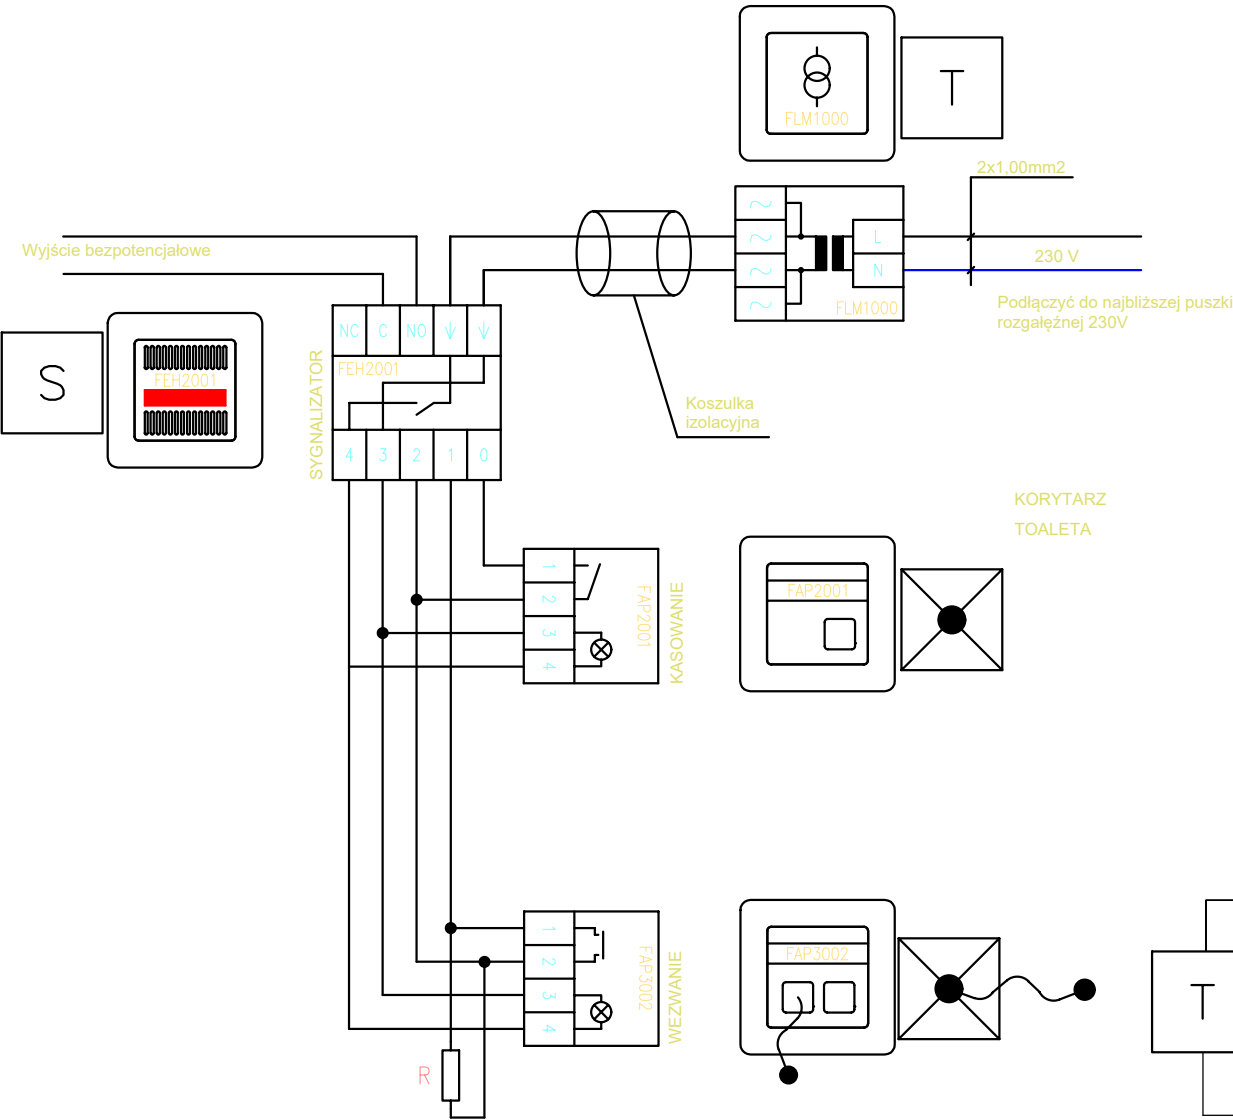 FLM1000
T
2x1,00mm2
Wyjście bezpotencjałowe
L
230 V
N
FLM1000
Podłączyć do najbliższej puszki
rozgałęźnej 230V
NC C NO
S
FEH2001
SYGNALIZATOR
FEH2001
Koszulka
izolacyjna
4 3 2 1 0
KORYTARZ
TOALETA
1
2
3
4
FAP2001
KASOWANIE
FAP2001
1
2
3
4
FAP3002
WEZWANIE
FAP3002
T
R